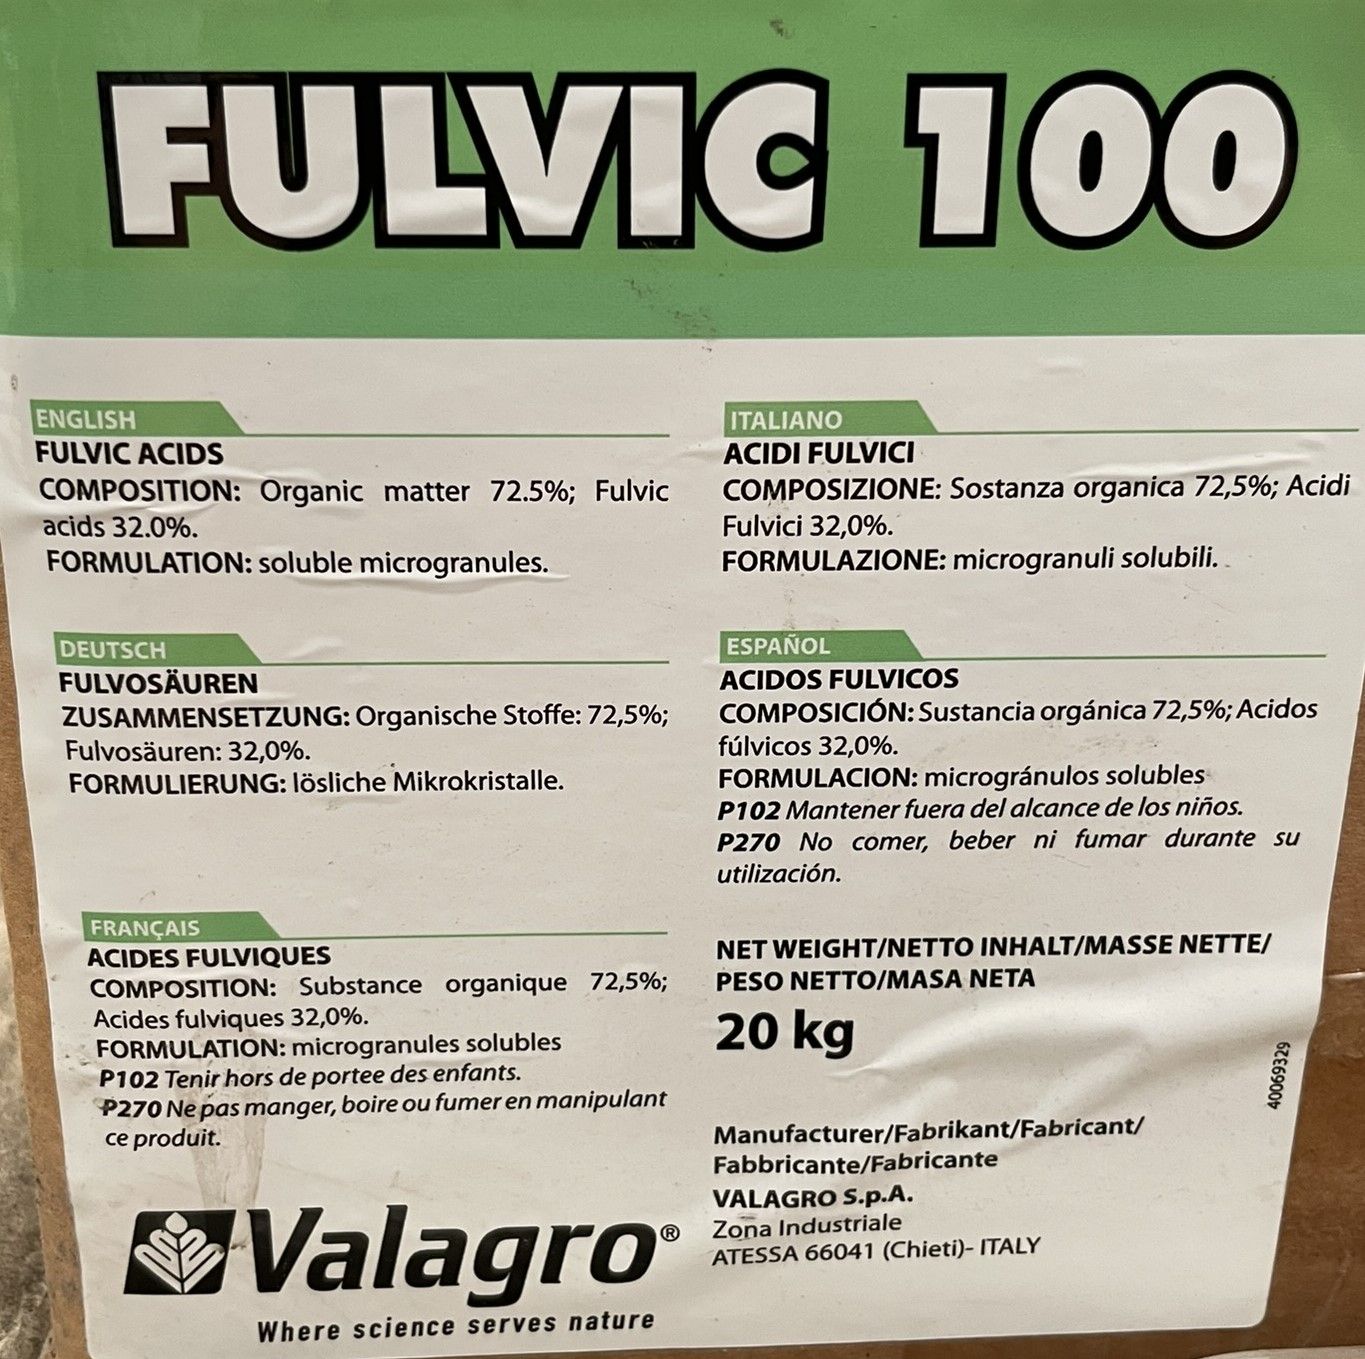 FULVIC 100
ENGLISH
FULVIC ACIDS
COMPOSITION: Organic matter 72.5%; Fulvic
acids 32.0%.
FORMULATION: soluble microgranules.
DEUTSCH
FULVOSÄUREN
ZUSAMMENSETZUNG: Organische Stoffe: 72,5%;
Fulvosäuren: 32,0%.
FORMULIERUNG: lösliche Mikrokristalle.
FRANÇAIS
ACIDES FULVIQUES
COMPOSITION: Substance organique 72,5%;
Acides fulviques 32,0%.
FORMULATION: microgranules solubles
P102 Tenir hors de portee des enfants.
P270 Ne pas manger, boire ou fumer en manipulant
ce produit.
ITALIANO
ACIDI FULVICI
COMPOSIZIONE: Sostanza organica 72,5%; Acidi
Fulvici 32,0%.
FORMULAZIONE: microgranuli solubili.
ESPAÑOL
ACIDOS FULVICOS
COMPOSICIÓN: Sustancia orgánica 72,5%; Acidos
fúlvicos 32,0%.
FORMULACION: microgránulos solubles
P102 Mantener fuera del alcance de los niños.
P270 No comer, beber ni fumar durante su
utilización.
NET WEIGHT/NETTO INHALT/MASSE NETTE/
PESO NETTO/MASA NETA
20 kg
40069329
Manufacturer/Fabrikant/Fabricant/
Fabbricante/Fabricante
VALAGRO S.p.A.
Zona Industriale
ATESSA 66041 (Chieti)- ITALY
Valagro®
Where science serves nature